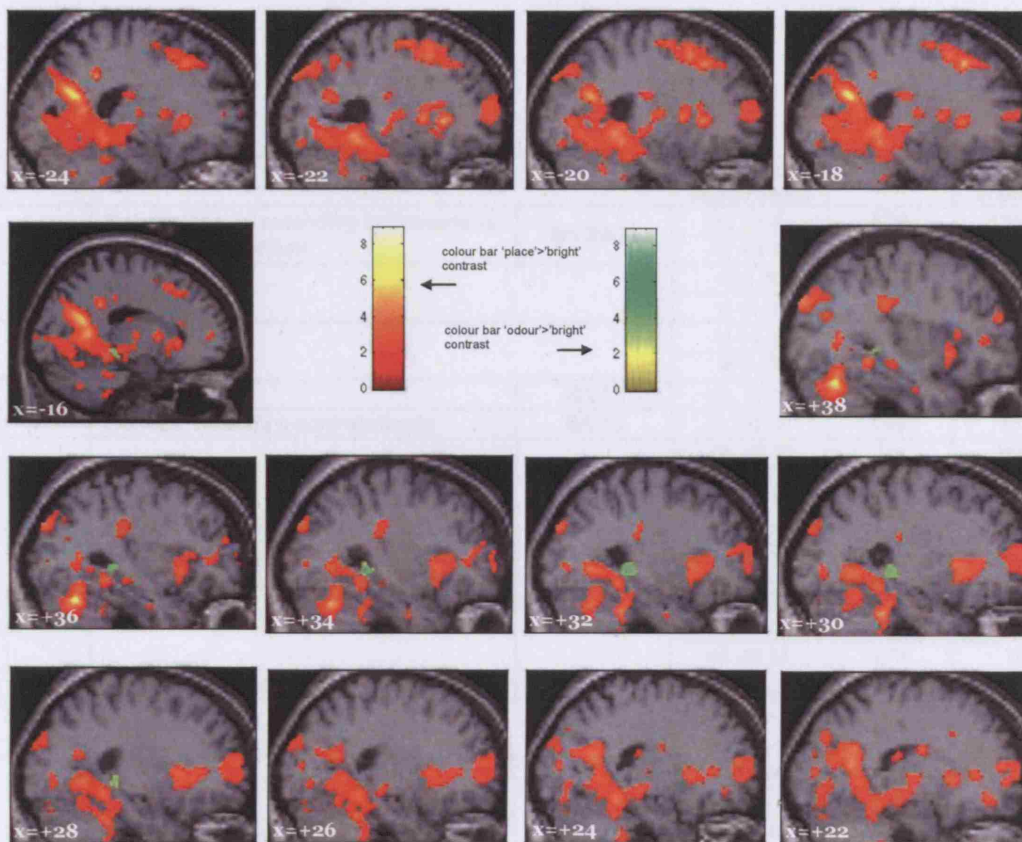 x=-24
x=-22
x=-20
x=-18
x=-16
8
6
4
2
0
colour bar 'place'>'bright'
contrast
colour bar 'odour'>'bright'
contrast
8
6
4
2
0
x=+38
x=+36
x=+34
x=+32
x=+30
x=+28
x=+26
x=+24
x=+22